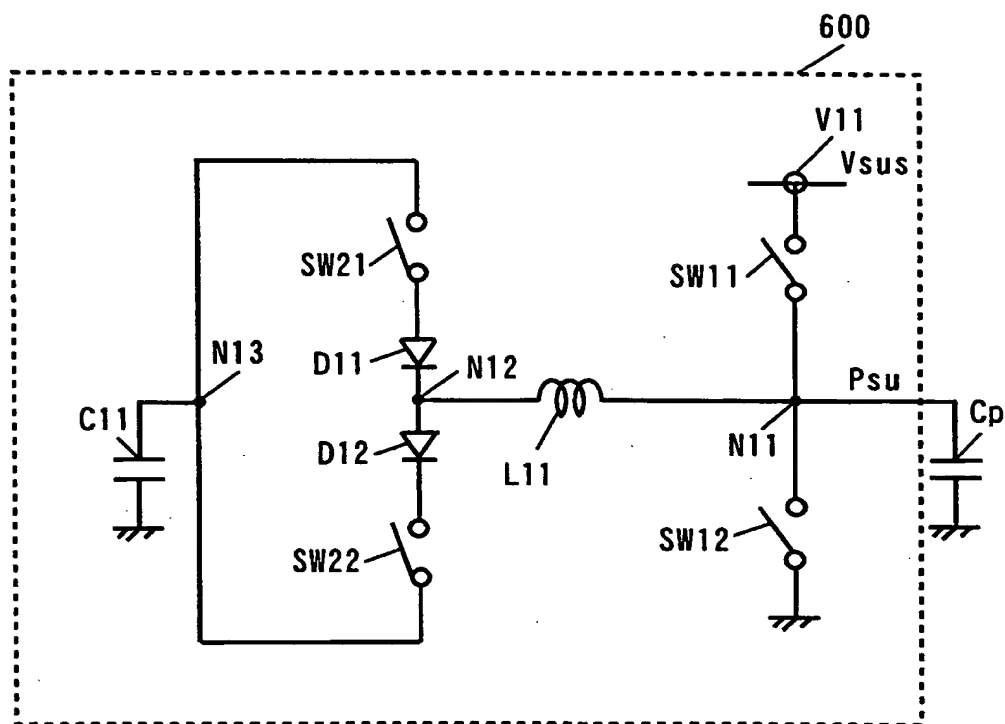 600
V11
Vsus
SW21
SW11
D11
N12
N13
Psu
C11
Cp
D12
L11
N11
SW22
SW12